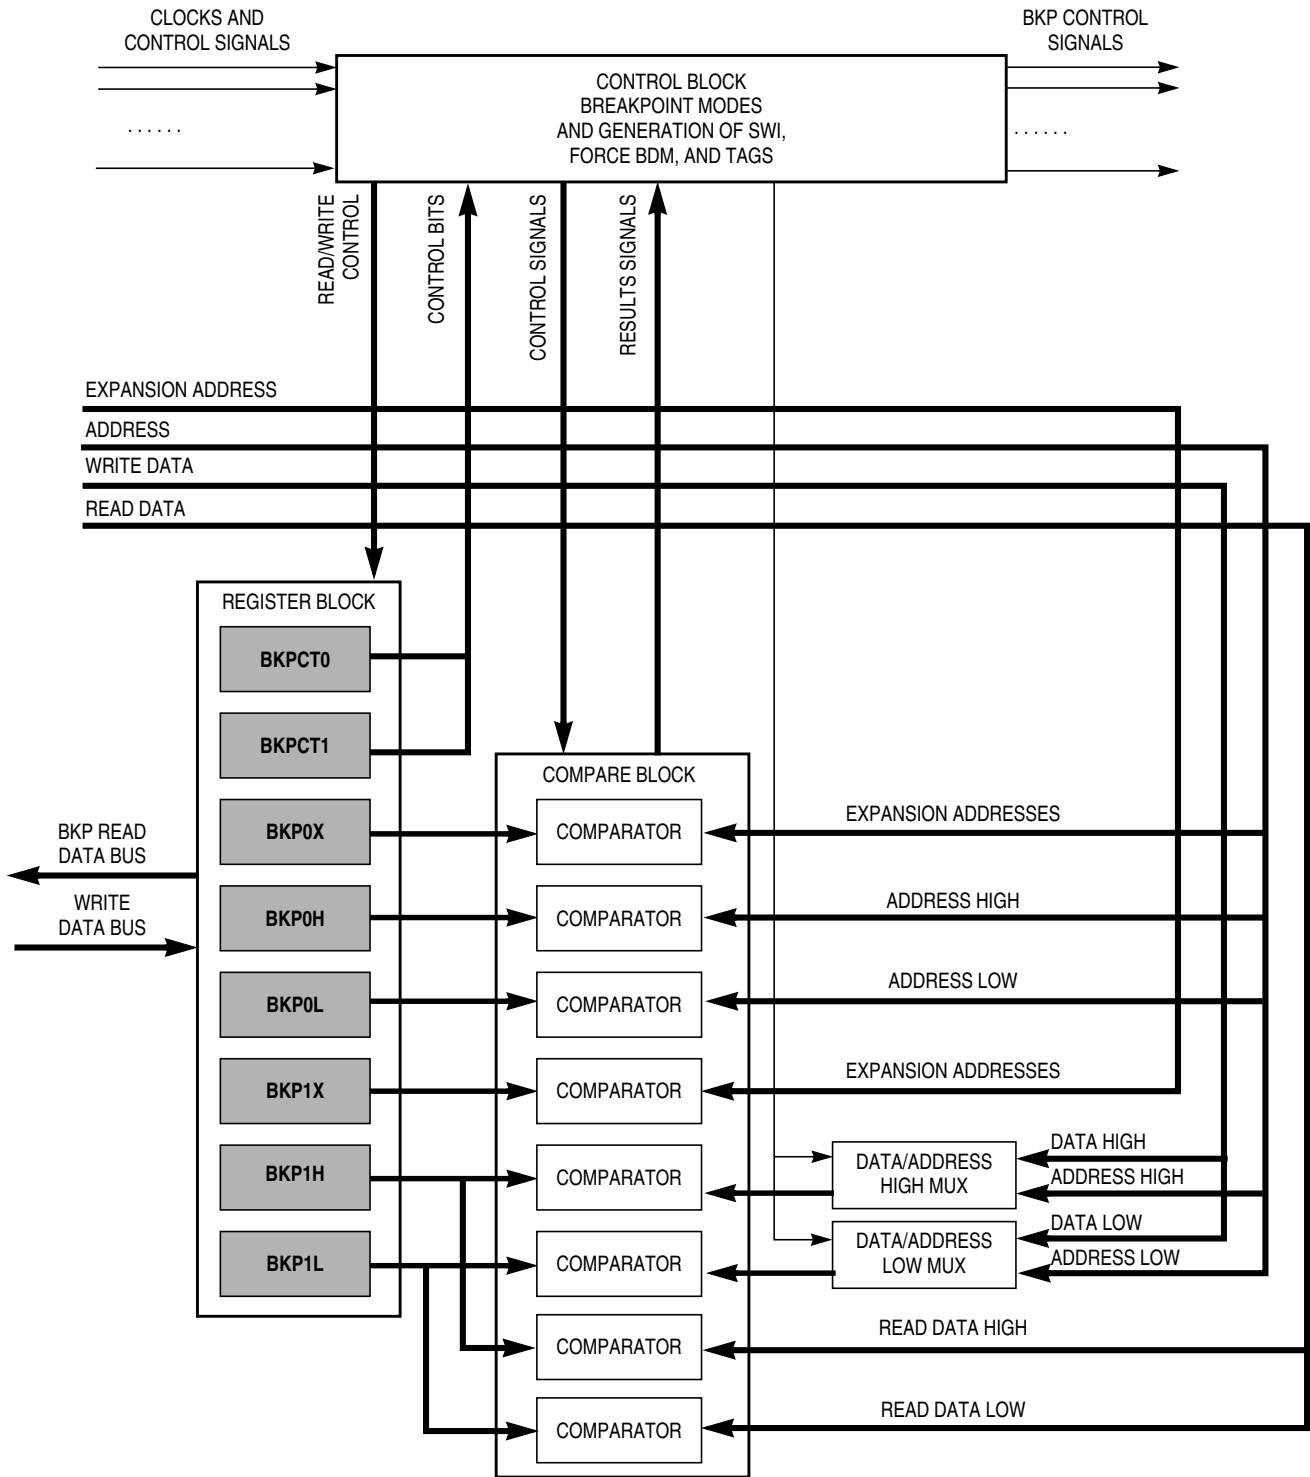 CLOCKS AND
CONTROL SIGNALS
BKP CONTROL
SIGNALS
. . . . . .
CONTROL BLOCK
BREAKPOINT MODES
AND GENERATION OF SWI,
FORCE BDM, AND TAGS
. . . . . .
READ/WRITE
CONTROL
CONTROL BITS
CONTROL SIGNALS
RESULTS SIGNALS
EXPANSION ADDRESS
ADDRESS
WRITE DATA
READ DATA
REGISTER BLOCK
BKPCT0
BKPCT1
COMPARE BLOCK
BKP READ
DATA BUS
WRITE
DATA BUS
BKP0X
COMPARATOR
EXPANSION ADDRESSES
BKP0H
COMPARATOR
ADDRESS HIGH
BKP0L
COMPARATOR
ADDRESS LOW
BKP1X
COMPARATOR
EXPANSION ADDRESSES
BKP1H
COMPARATOR
DATA/ADDRESS
HIGH MUX
DATA HIGH
ADDRESS HIGH
BKP1L
COMPARATOR
DATA/ADDRESS
LOW MUX
DATA LOW
ADDRESS LOW
COMPARATOR
READ DATA HIGH
COMPARATOR
READ DATA LOW